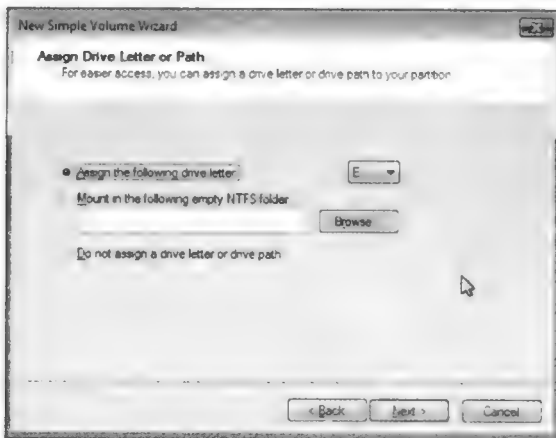 New Simple Volume Wizard
Assign Drive Letter or Path
For easier access, you can assign a drive letter or drive path to your partition
Assign the following drive letter
E
Mount in the following empty NTFS folder
Browse
Do not assign a drive letter or drive path
< Back
Next >
Cancel